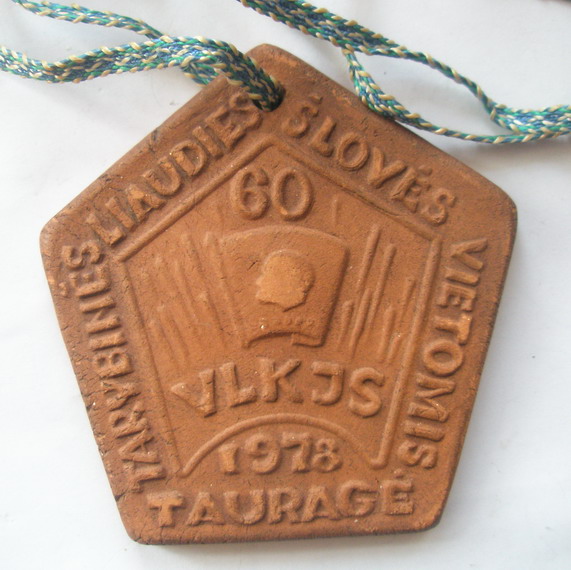 TARYBINĖS LIAUDIES ŠLOVĖS VIETOMIS
60
VLKJS
1978
TAURAGĖ